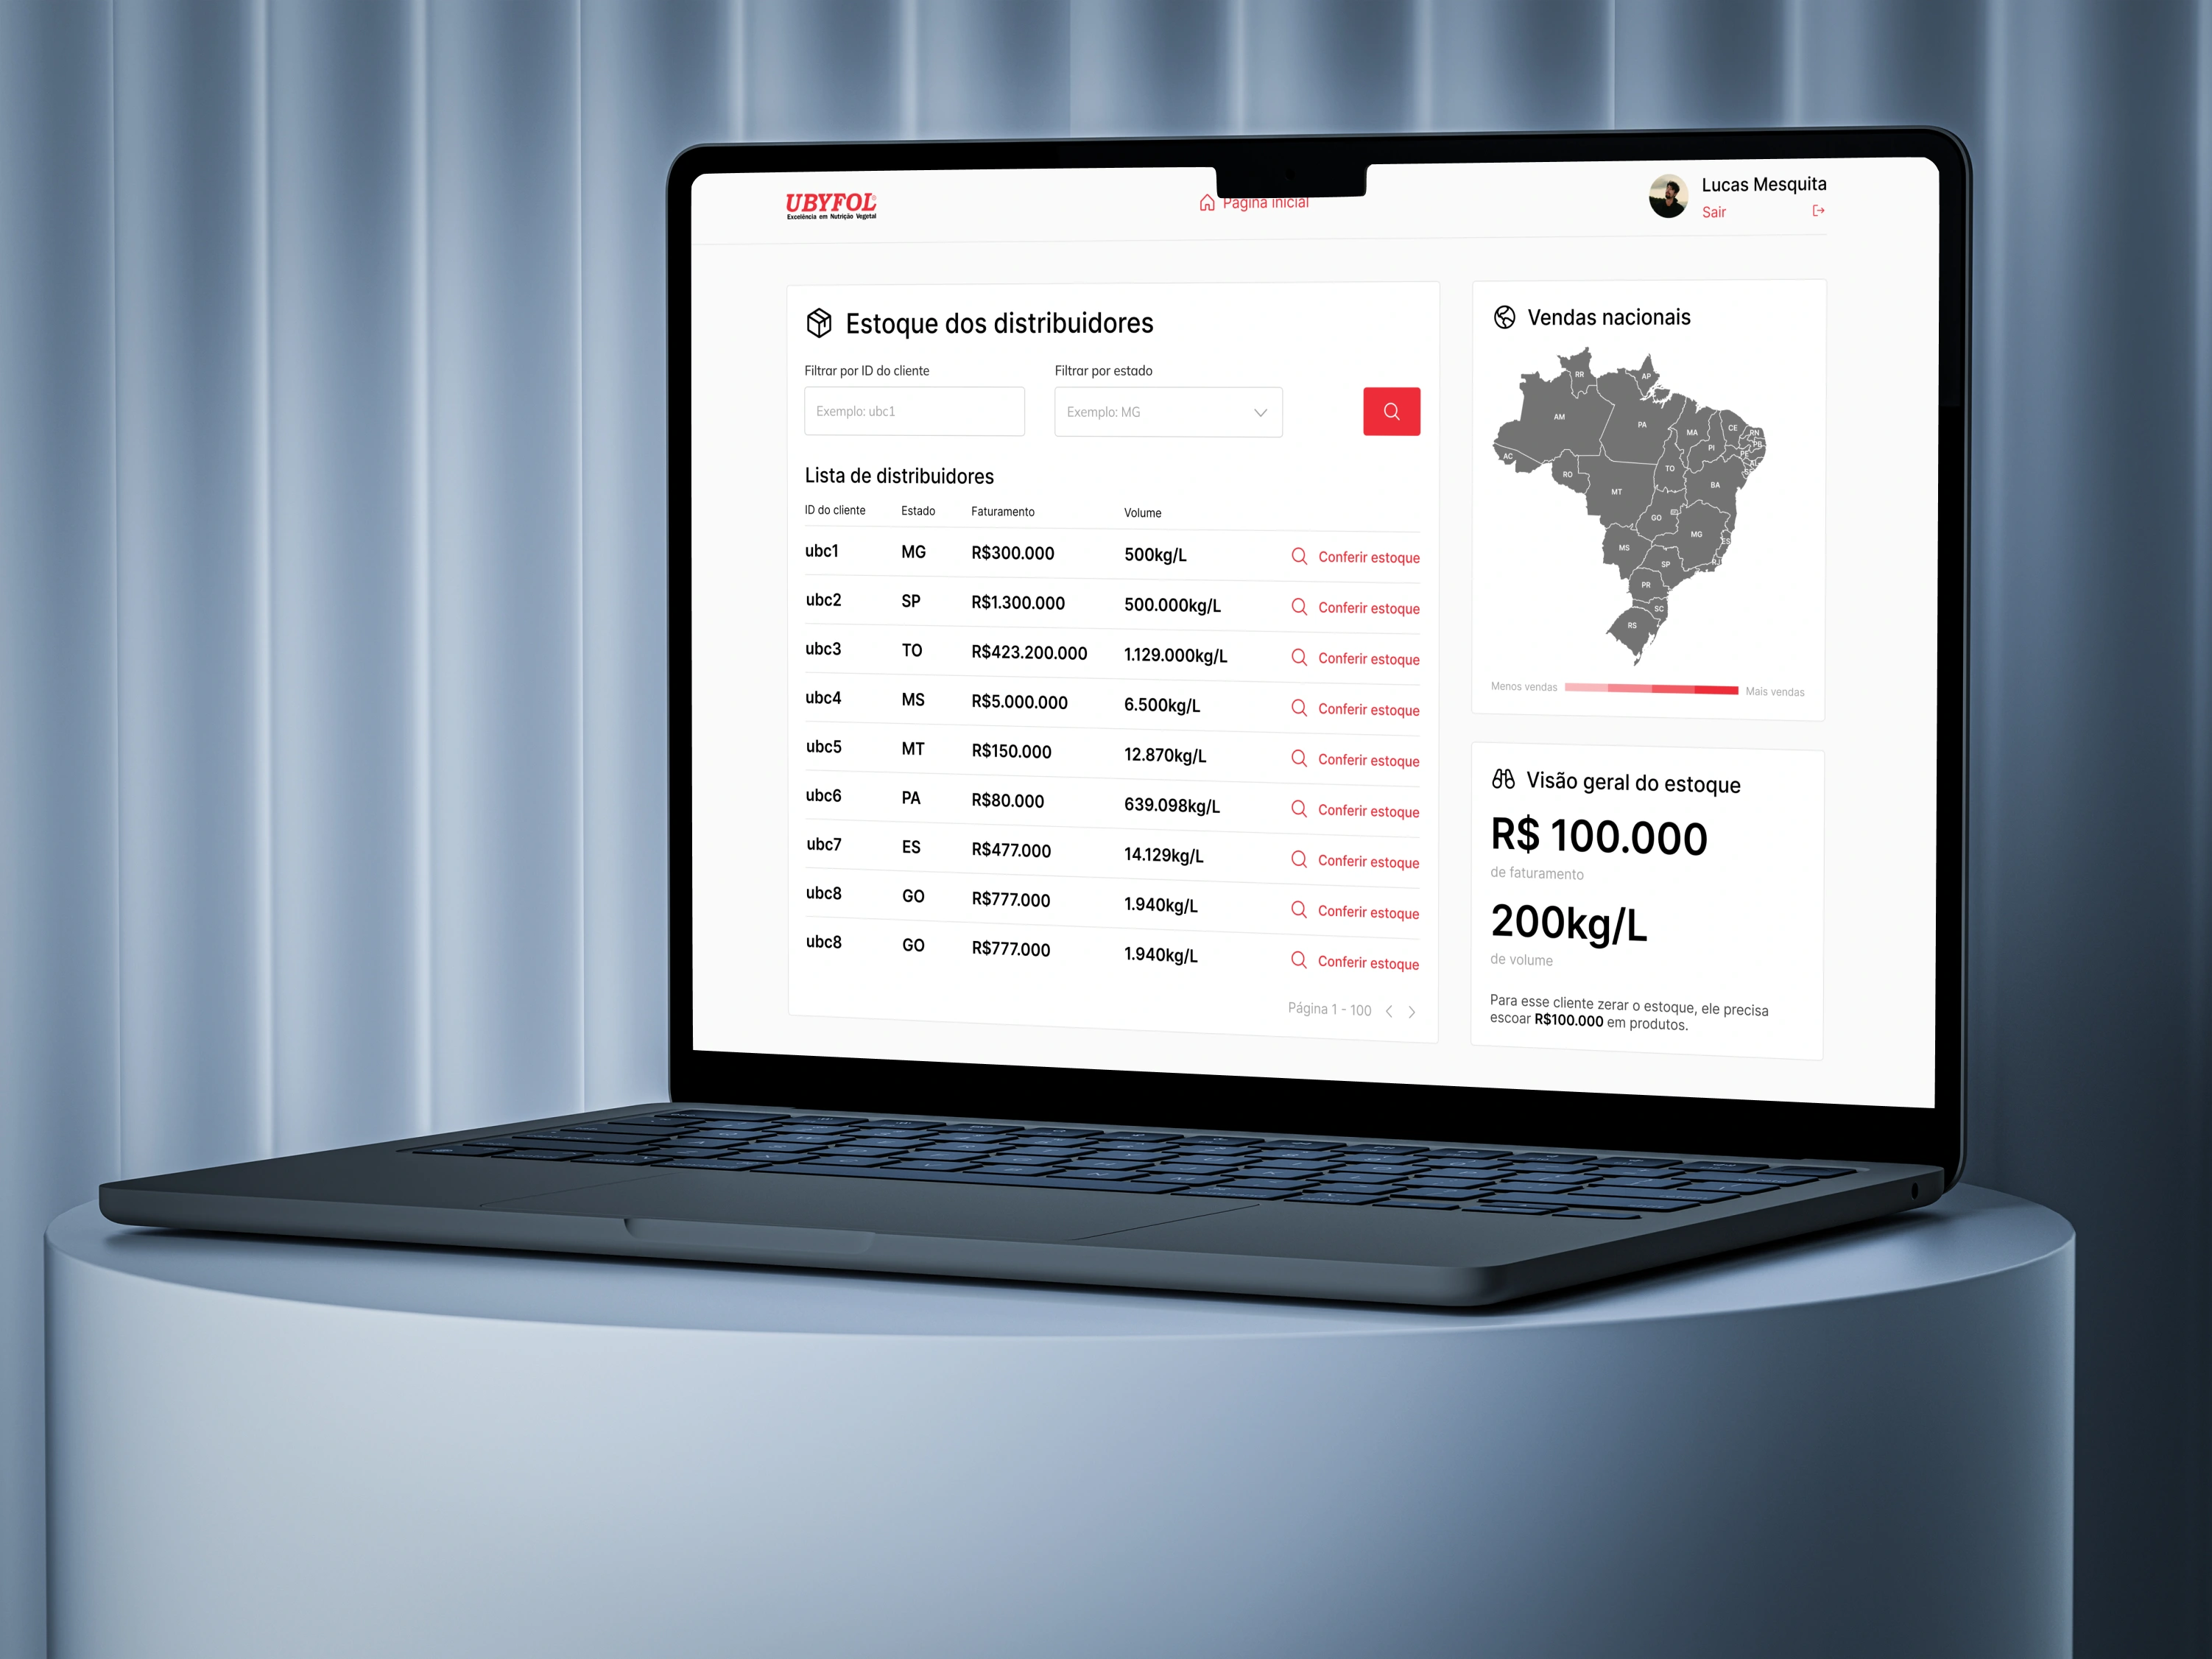 UBYFOL
Excelência em Nutrição Vegetal
Página inicial
Lucas Mesquita
Sair
Estoque dos distribuidores
Filtrar por ID do cliente
Filtrar por estado
Exemplo: ubc1
Exemplo: MG
Lista de distribuidores
ID do cliente Estado Faturamento Volume
ubc1 MG R$300.000 500kg/L Conferir estoque
ubc2 SP R$1.300.000 500.000kg/L Conferir estoque
ubc3 TO R$423.200.000 1.129.000kg/L Conferir estoque
ubc4 MS R$5.000.000 6.500kg/L Conferir estoque
ubc5 MT R$150.000 12.870kg/L Conferir estoque
ubc6 PA R$80.000 639.098kg/L Conferir estoque
ubc7 ES R$477.000 14.129kg/L Conferir estoque
ubc8 GO R$777.000 1.940kg/L Conferir estoque
ubc8 GO R$777.000 1.940kg/L Conferir estoque
Página 1 - 100
Vendas nacionais
RR
AP
AM
PA
MA
CE
RN
PI
PB
PE
AC
RO
TO
BA
MT
GO
MG
ES
MS
SP
RJ
PR
SC
RS
Menos vendas
Mais vendas
Visão geral do estoque
R$ 100.000
de faturamento
200kg/L
de volume
Para esse cliente zerar o estoque, ele precisa
escoar R$100.000 em produtos.